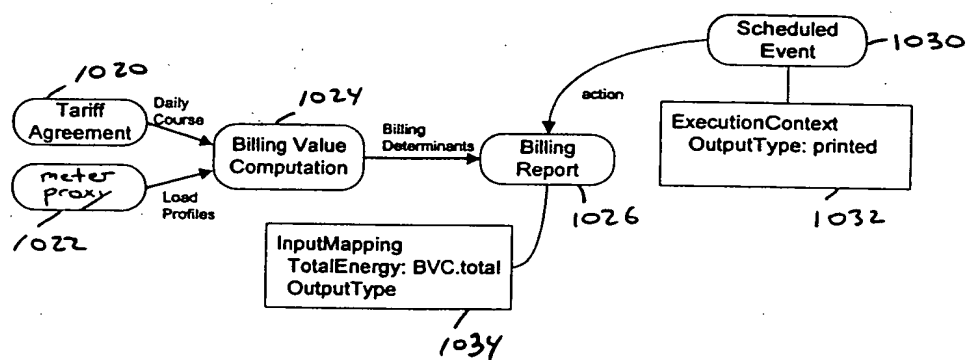 Scheduled
Event
1030
1020
Tariff
Agreement
Daily
Course
1024
Billing Value
Computation
Billing
Determinants
action
Billing
Report
ExecutionContext
OutputType: printed
meter
proxy
Load
Profiles
1022
1026
1032
InputMapping
TotalEnergy: BVC.total
OutputType
1034